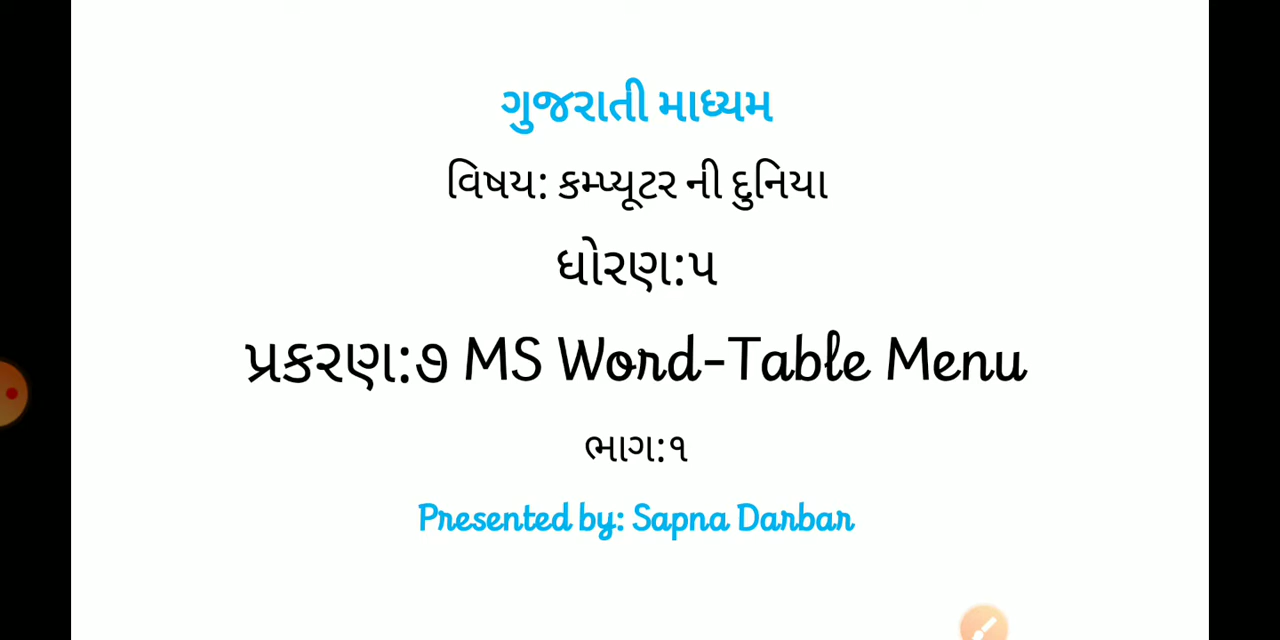 ગુજરાતી માધ્યમ
વિષય: કમ્પ્યૂટર ની દુનિયા
ધોરણ:૫
પ્રકરણ:૭ MS Word-Table Menu
ભાગ:૧
Presented by: Sapna Darbar